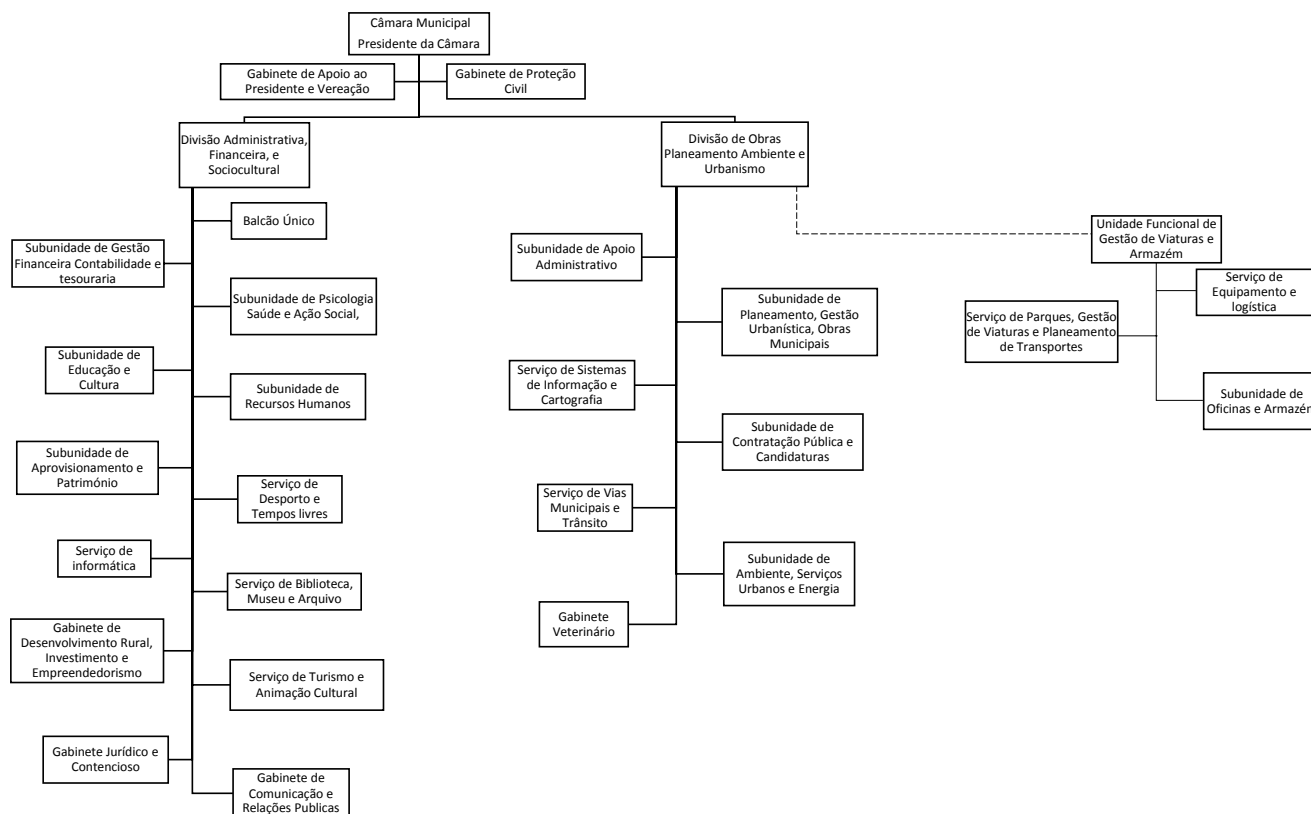 Câmara Municipal
Presidente da Câmara
Gabinete de Apoio ao
Presidente e Vereação
Gabinete de Proteção
Civil
Divisão Administrativa,
Financeira, e
Sociocultural
Divisão de Obras
Planeamento Ambiente e
Urbanismo
Balcão Único
Subunidade de Gestão
Financeira Contabilidade e
tesouraria
Subunidade de Psicologia
Saúde e Ação Social,
Subunidade de
Educação e
Cultura
Subunidade de
Recursos Humanos
Subunidade de
Aprovisionamento e
Património
Serviço de
Desporto e
Tempos livres
Serviço de
informática
Serviço de Biblioteca,
Museu e Arquivo
Gabinete de
Desenvolvimento Rural,
Investimento e
Empreendedorismo
Serviço de Turismo e
Animação Cultural
Gabinete Jurídico e
Contencioso
Gabinete de
Comunicação e
Relações Publicas
Subunidade de Apoio
Administrativo
Subunidade de
Planeamento, Gestão
Urbanística, Obras
Municipais
Serviço de Sistemas
de Informação e
Cartografia
Subunidade de
Contratação Pública e
Candidaturas
Serviço de Vias
Municipais e
Trânsito
Subunidade de
Ambiente, Serviços
Urbanos e Energia
Gabinete
Veterinário
Unidade Funcional de
Gestão de Viaturas e
Armazém
Serviço de
Equipamento e
logística
Serviço de Parques, Gestão
de Viaturas e Planeamento
de Transportes
Subunidade de
Oficinas e Armazém